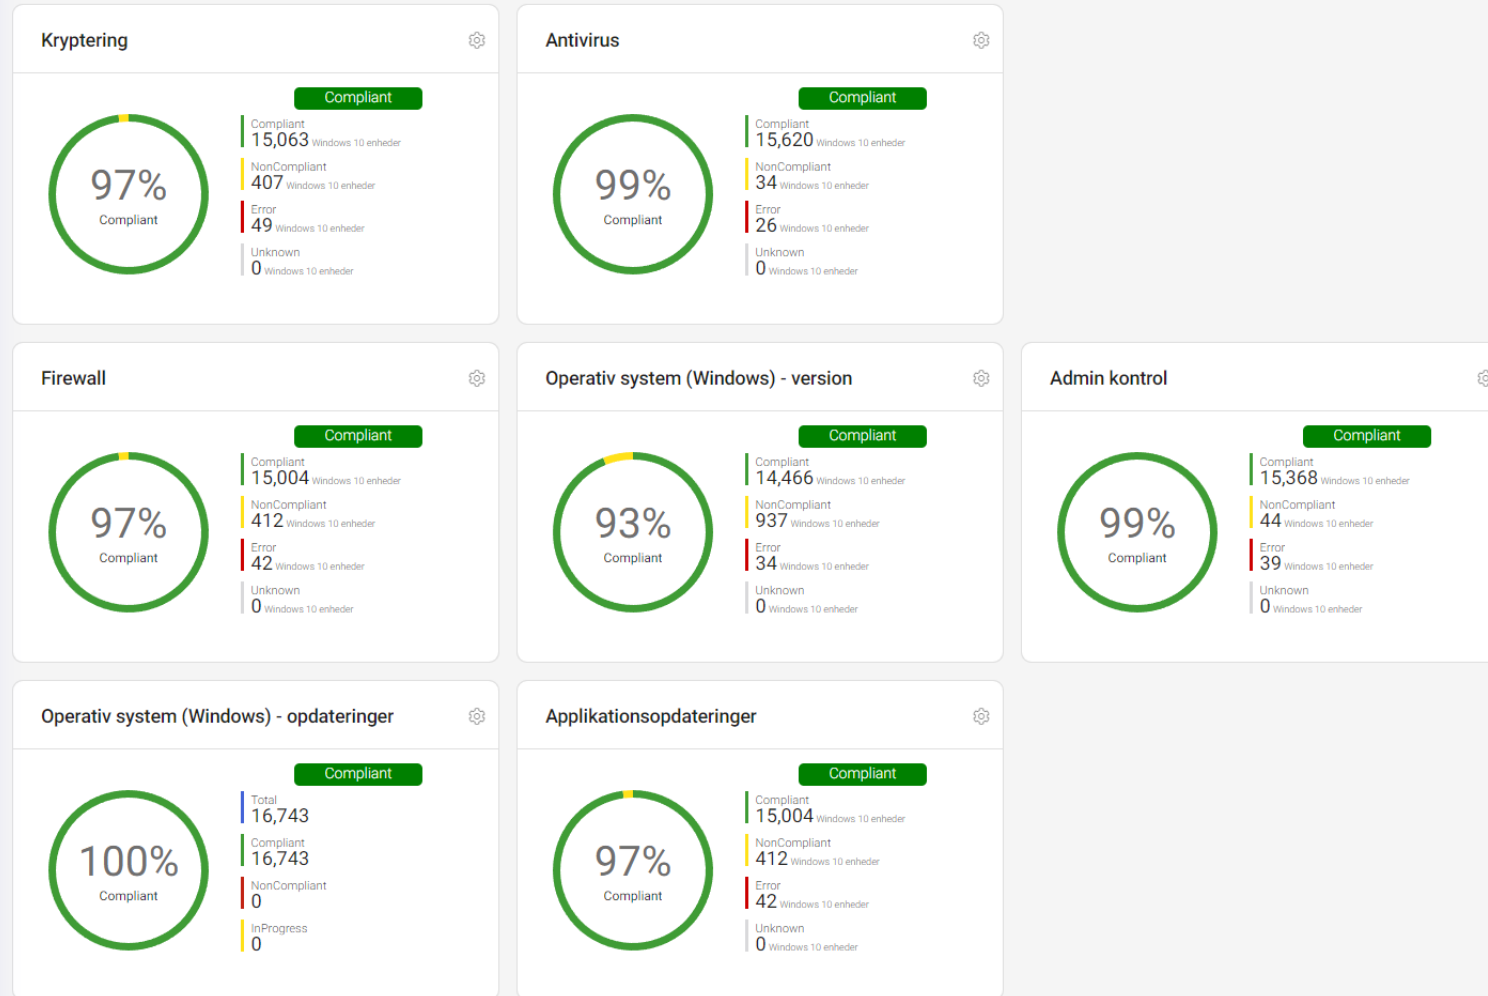 Kryptering
Compliant
97%
Compliant
Compliant
15,063 Windows 10 enheder
NonCompliant
407 Windows 10 enheder
Error
49 Windows 10 enheder
Unknown
0 Windows 10 enheder
Antivirus
Compliant
99%
Compliant
Compliant
15,620 Windows 10 enheder
NonCompliant
34 Windows 10 enheder
Error
26 Windows 10 enheder
Unknown
0 Windows 10 enheder
Firewall
Compliant
97%
Compliant
Compliant
15,004 Windows 10 enheder
NonCompliant
412 Windows 10 enheder
Error
42 Windows 10 enheder
Unknown
0 Windows 10 enheder
Operativ system (Windows) - version
Compliant
93%
Compliant
Compliant
14,466 Windows 10 enheder
NonCompliant
937 Windows 10 enheder
Error
34 Windows 10 enheder
Unknown
0 Windows 10 enheder
Admin kontrol
Compliant
99%
Compliant
Compliant
15,368 Windows 10 enheder
NonCompliant
44 Windows 10 enheder
Error
39 Windows 10 enheder
Unknown
0 Windows 10 enheder
Operativ system (Windows) - opdateringer
Compliant
100%
Compliant
Total
16,743
Compliant
16,743
NonCompliant
0
InProgress
0
Applikationsopdateringer
Compliant
97%
Compliant
Compliant
15,004 Windows 10 enheder
NonCompliant
412 Windows 10 enheder
Error
42 Windows 10 enheder
Unknown
0 Windows 10 enheder